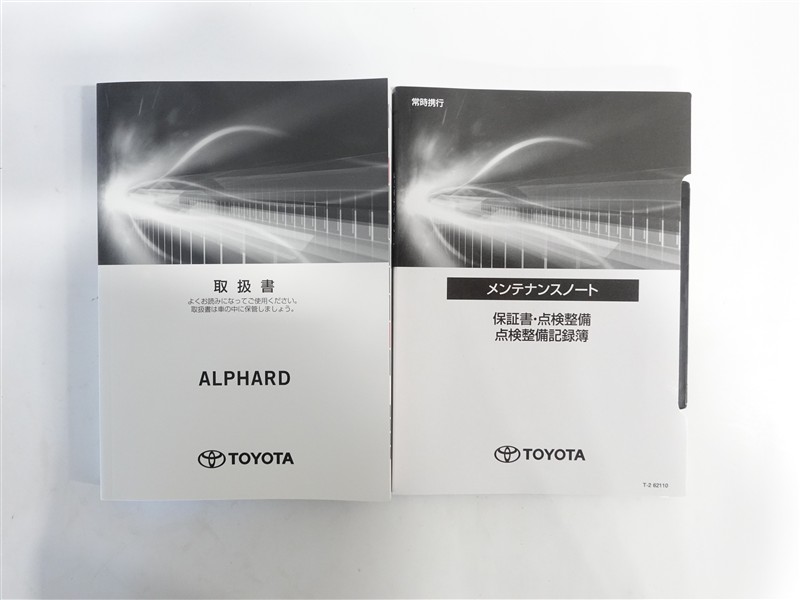 取扱書
よくお読みになってご使用ください。
取扱書は車の中に保管しましょう。
ALPHARD
TOYOTA
常時携行
メンテナンスノート
保証書・点検整備
点検整備記録簿
TOYOTA
T-2 62110